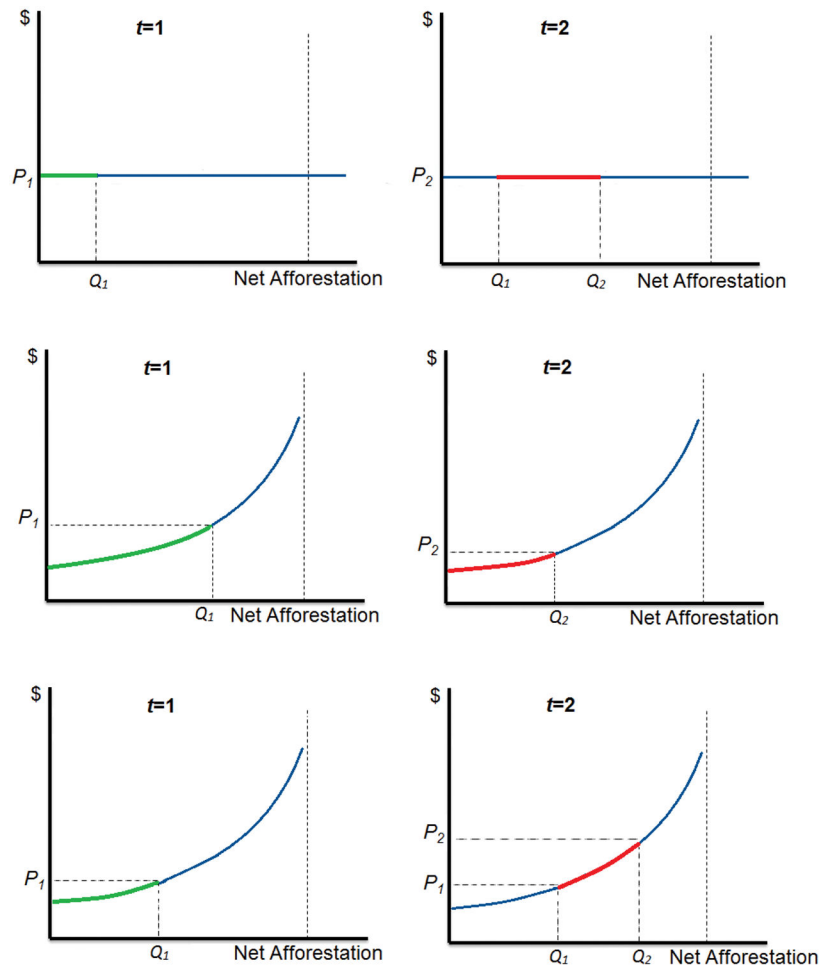 $
t=1
P1
Q1
Net Afforestation
$
t=2
P2
Q1
Q2
Net Afforestation
$
t=1
P1
Q1
Net Afforestation
$
t=2
P2
Q2
Net Afforestation
$
t=1
P1
Q1
Net Afforestation
$
t=2
P2
P1
Q1
Q2
Net Afforestation